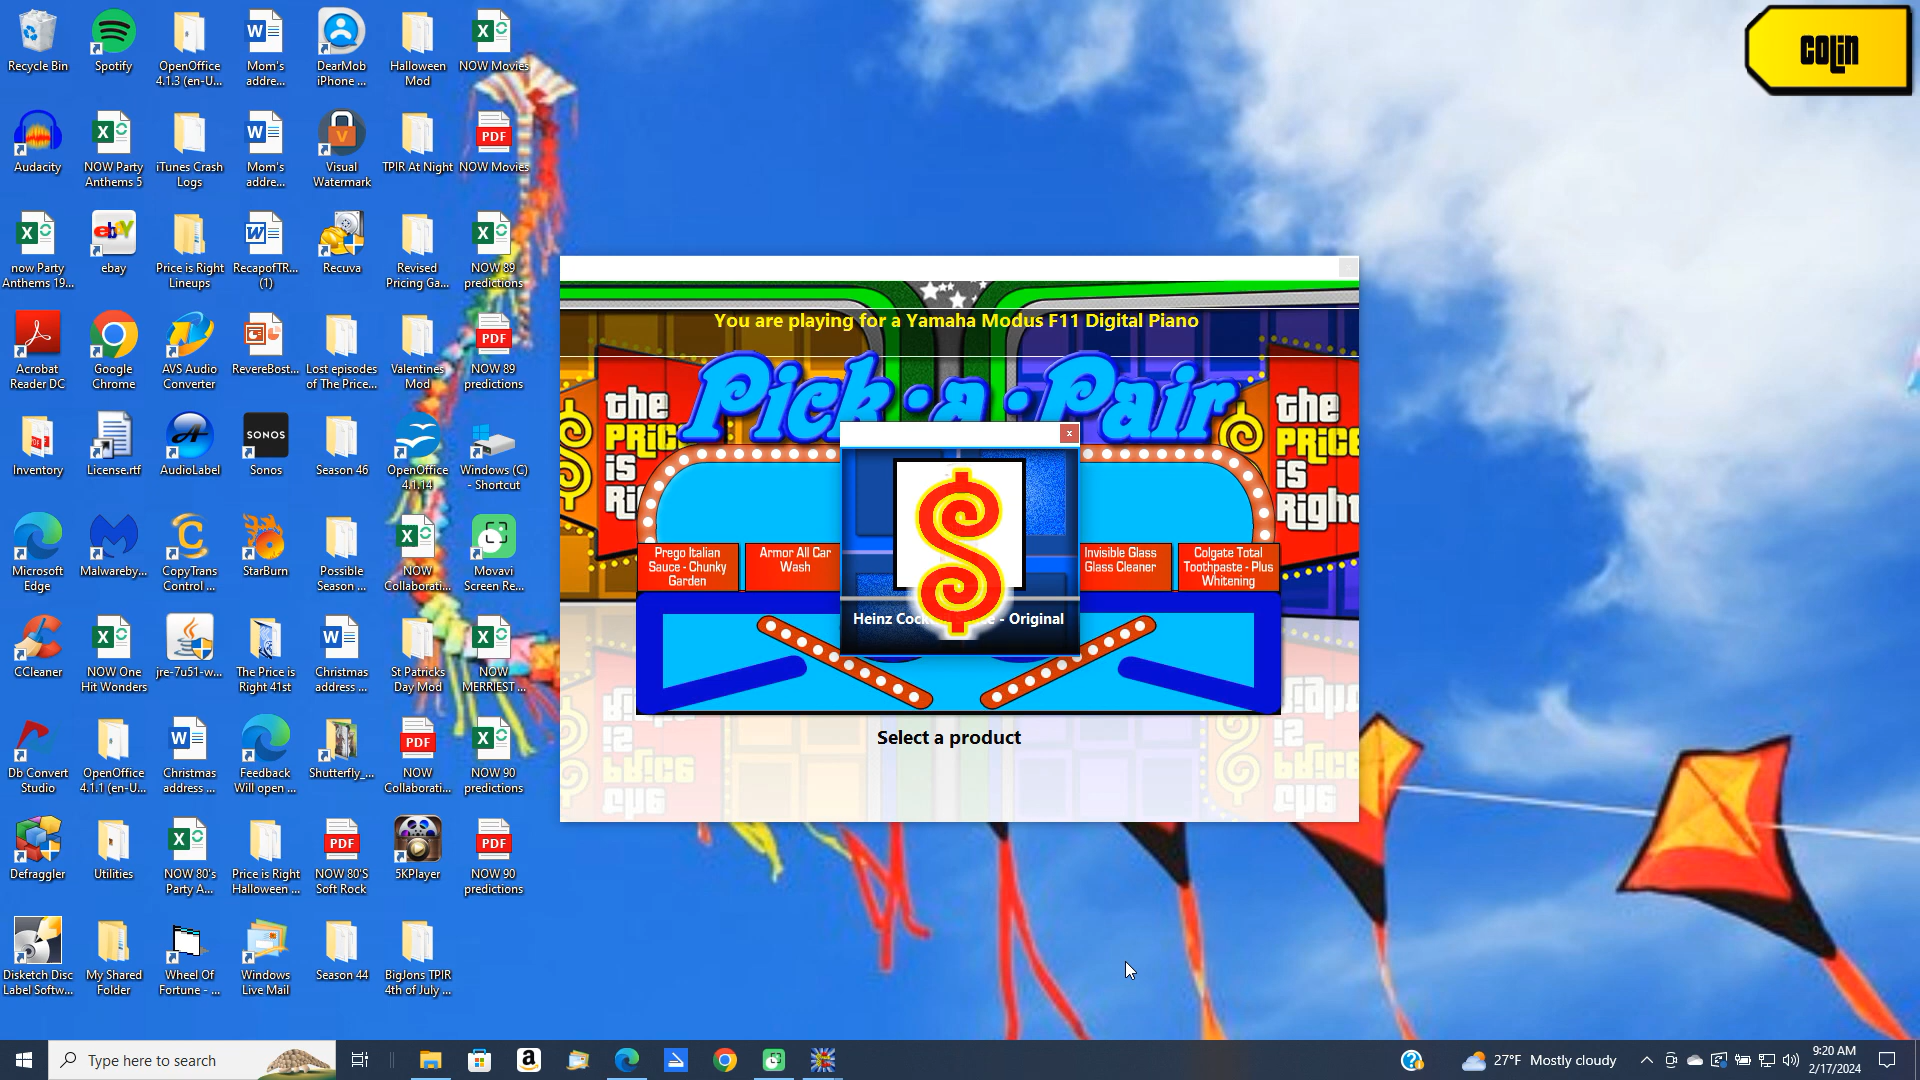 Recycle Bin
Spotify
OpenOffice
4.1.3 (en-U...
Mom's
addre...
DearMob
iPhone ...
Halloween
Mod
NOW Movies
COLIN
Audacity
NOW Party
Anthems 5
iTunes Crash
Logs
Mom's
addre...
Visual
Watermark
TPIR At Night
PDF
NOW Movies
now Party
Anthems 19...
ebay
Price is Right
Lineups
RecapofTR...
(1)
Recuva
Revised
Pricing Ga...
NOW 89
predictions
Acrobat
Reader DC
Google
Chrome
AVS Audio
Converter
RevereBost...
Lost episodes
of The Price...
Valentines
Mod
PDF
NOW 89
predictions
Inventory
License.rtf
AudioLabel
SONOS
Sonos
Season 46
OpenOffice
4.1.14
Windows (C)
- Shortcut
Microsoft
Edge
Malwareby...
CopyTrans
Control ...
StarBurn
Possible
Season ...
NOW
Collaborati...
Movavi
Screen Re...
CCleaner
NOW One
Hit Wonders
jre-7u51-w...
The Price is
Right 41st
Christmas
address ...
St Patricks
Day Mod
NOW
MERRIEST ...
Db Convert
Studio
OpenOffice
4.1.1 (en-U...
Christmas
address ...
Feedback
Will open ...
Shutterfly_...
PDF
NOW
Collaborati...
NOW 90
predictions
Defraggler
Utilities
NOW 80's
Party A...
Price is Right
Halloween ...
PDF
NOW 80'S
Soft Rock
5KPlayer
PDF
NOW 90
predictions
Disketch Disc
Label Softw...
My Shared
Folder
Wheel Of
Fortune - ...
Windows
Live Mail
Season 44
BigJons TPIR
4th of July ...
You are playing for a Yamaha Modus F11 Digital Piano
Pick-a-Pair
the
PRIC
is
Ri
the
PRICE
is
Right
Prego Italian
Sauce - Chunky
Garden
Armor All Car
Wash
Invisible Glass
Glass Cleaner
Colgate Total
Toothpaste - Plus
Whitening
Heinz Cock
- Original
Select a product
Type here to search
27°F Mostly cloudy
9:20 AM
2/17/2024